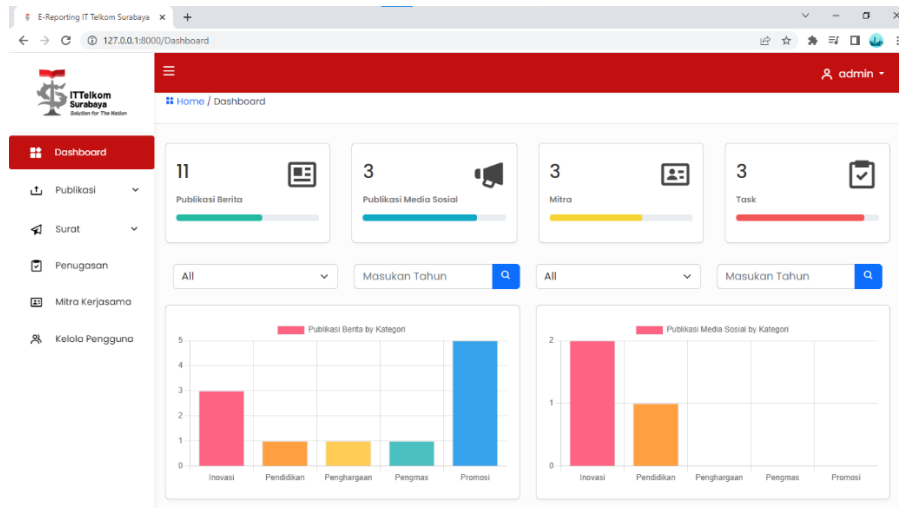 E-Reporting IT Telkom Surabaya
127.0.0.1:8000/Dashboard
ITTelkom
Surabaya
Solution for The Nation
admin
Home / Dashboard
Dashboard
Publikasi
Surat
Penugasan
Mitra Kerjasama
Kelola Pengguna
11
Publikasi Berita
3
Publikasi Media Sosial
3
Mitra
3
Task
All
Masukan Tahun
All
Masukan Tahun
Publikasi Berita by Kategori
5
4
3
2
1
0
Inovasi Pendidikan Penghargaan Pengmas Promosi
Publikasi Media Sosial by Kategori
2
1
0
Inovasi Pendidikan Penghargaan Pengmas Promosi